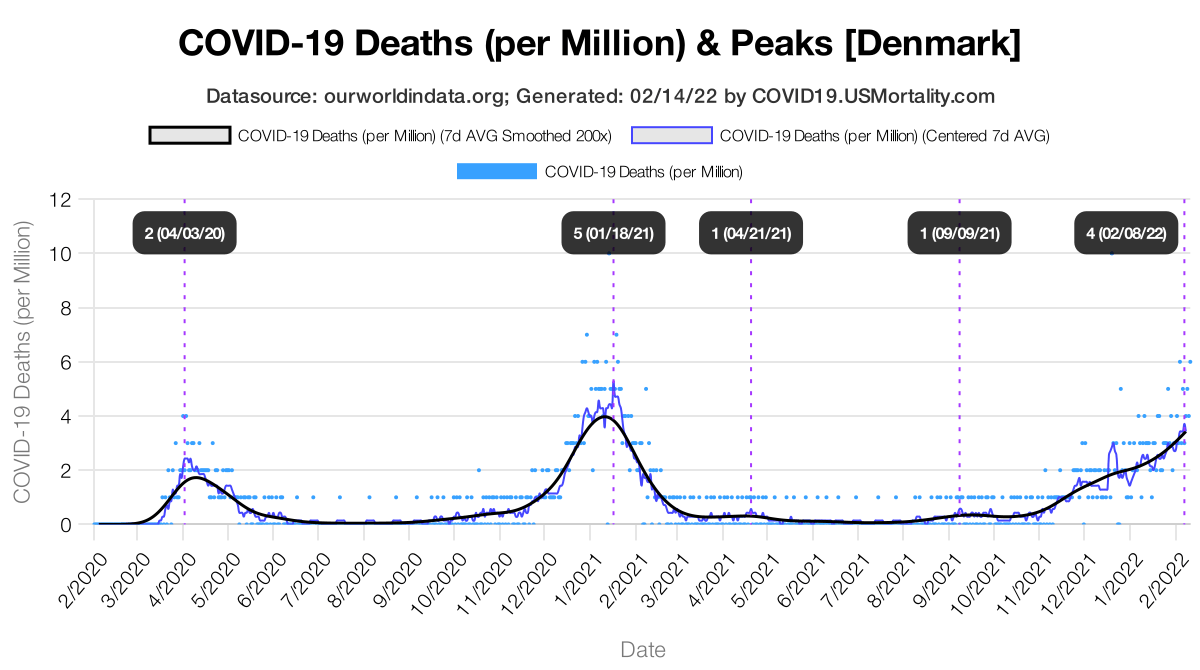 COVID-19 Deaths (per Million) & Peaks [Denmark]
Datasource: ourworldindata.org; Generated: 02/14/22 by COVID19.USMortality.com
COVID-19 Deaths (per Million) (7d AVG Smoothed 200x) COVID-19 Deaths (per Million) (Centered 7d AVG)
COVID-19 Deaths (per Million)
COVID-19 Deaths (per Million)
12
10
8
6
4
2
0
2 (04/03/20) 5 (01/18/21) 1 (04/21/21) 1 (09/09/21) 4 (02/08/22)
2/2020 3/2020 4/2020 5/2020 6/2020 7/2020 8/2020 9/2020 10/2020 11/2020 12/2020 1/2021 2/2021 3/2021 4/2021 5/2021 6/2021 7/2021 8/2021 9/2021 10/2021 11/2021 12/2021 1/2022 2/2022
Date